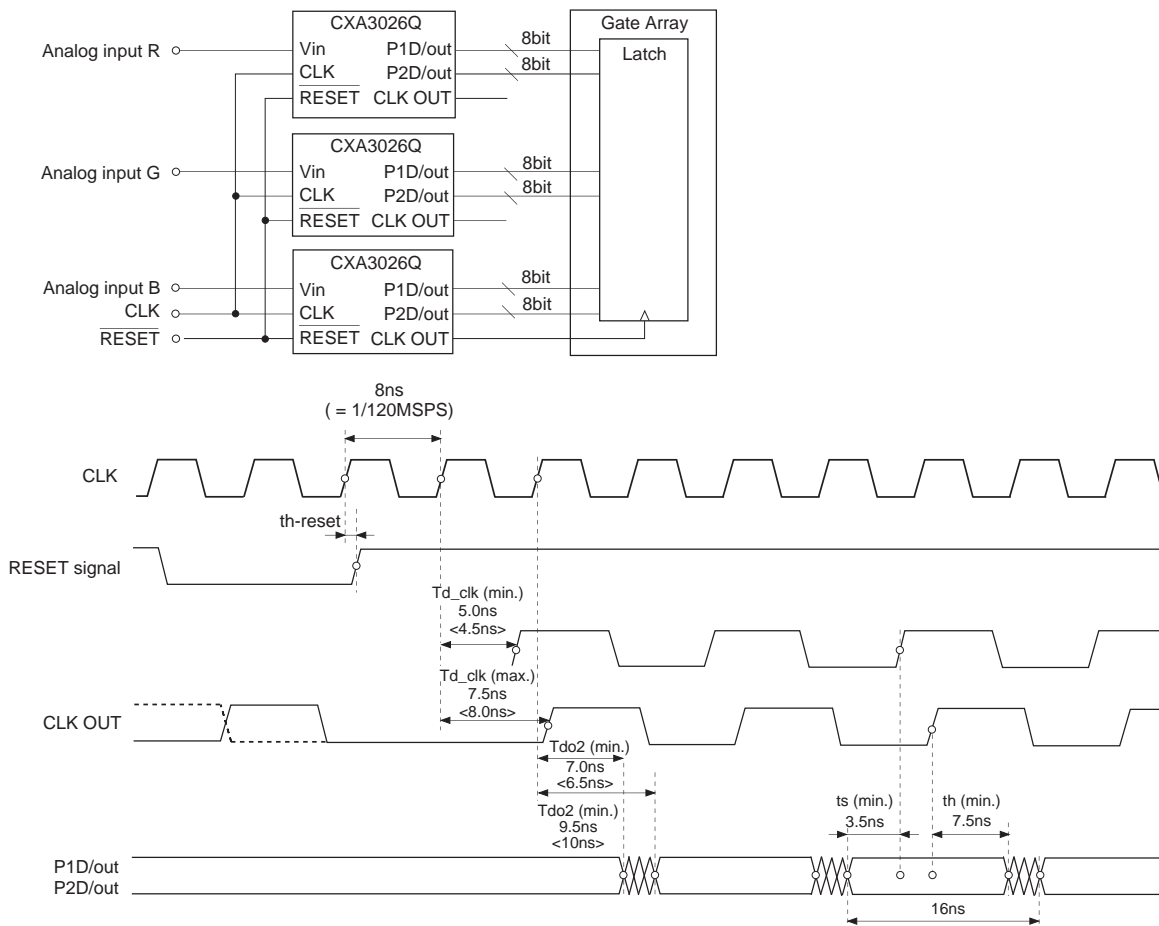 CXA3026Q
Gate Array
Analog input R
Vin
P1D/out
8bit
Latch
CLK
P2D/out
8bit
RESET
CLK OUT
CXA3026Q
Analog input G
Vin
P1D/out
8bit
CLK
P2D/out
8bit
RESET
CLK OUT
CXA3026Q
Analog input B
Vin
P1D/out
8bit
CLK
CLK
P2D/out
8bit
RESET
RESET
CLK OUT
8ns
( = 1/120MSPS)
CLK
th-reset
RESET signal
Td_clk (min.)
5.0ns
<4.5ns>
Td_clk (max.)
7.5ns
<8.0ns>
CLK OUT
Tdo2 (min.)
7.0ns
<6.5ns>
Tdo2 (min.)
9.5ns
<10ns>
ts (min.)
3.5ns
th (min.)
7.5ns
P1D/out
P2D/out
16ns